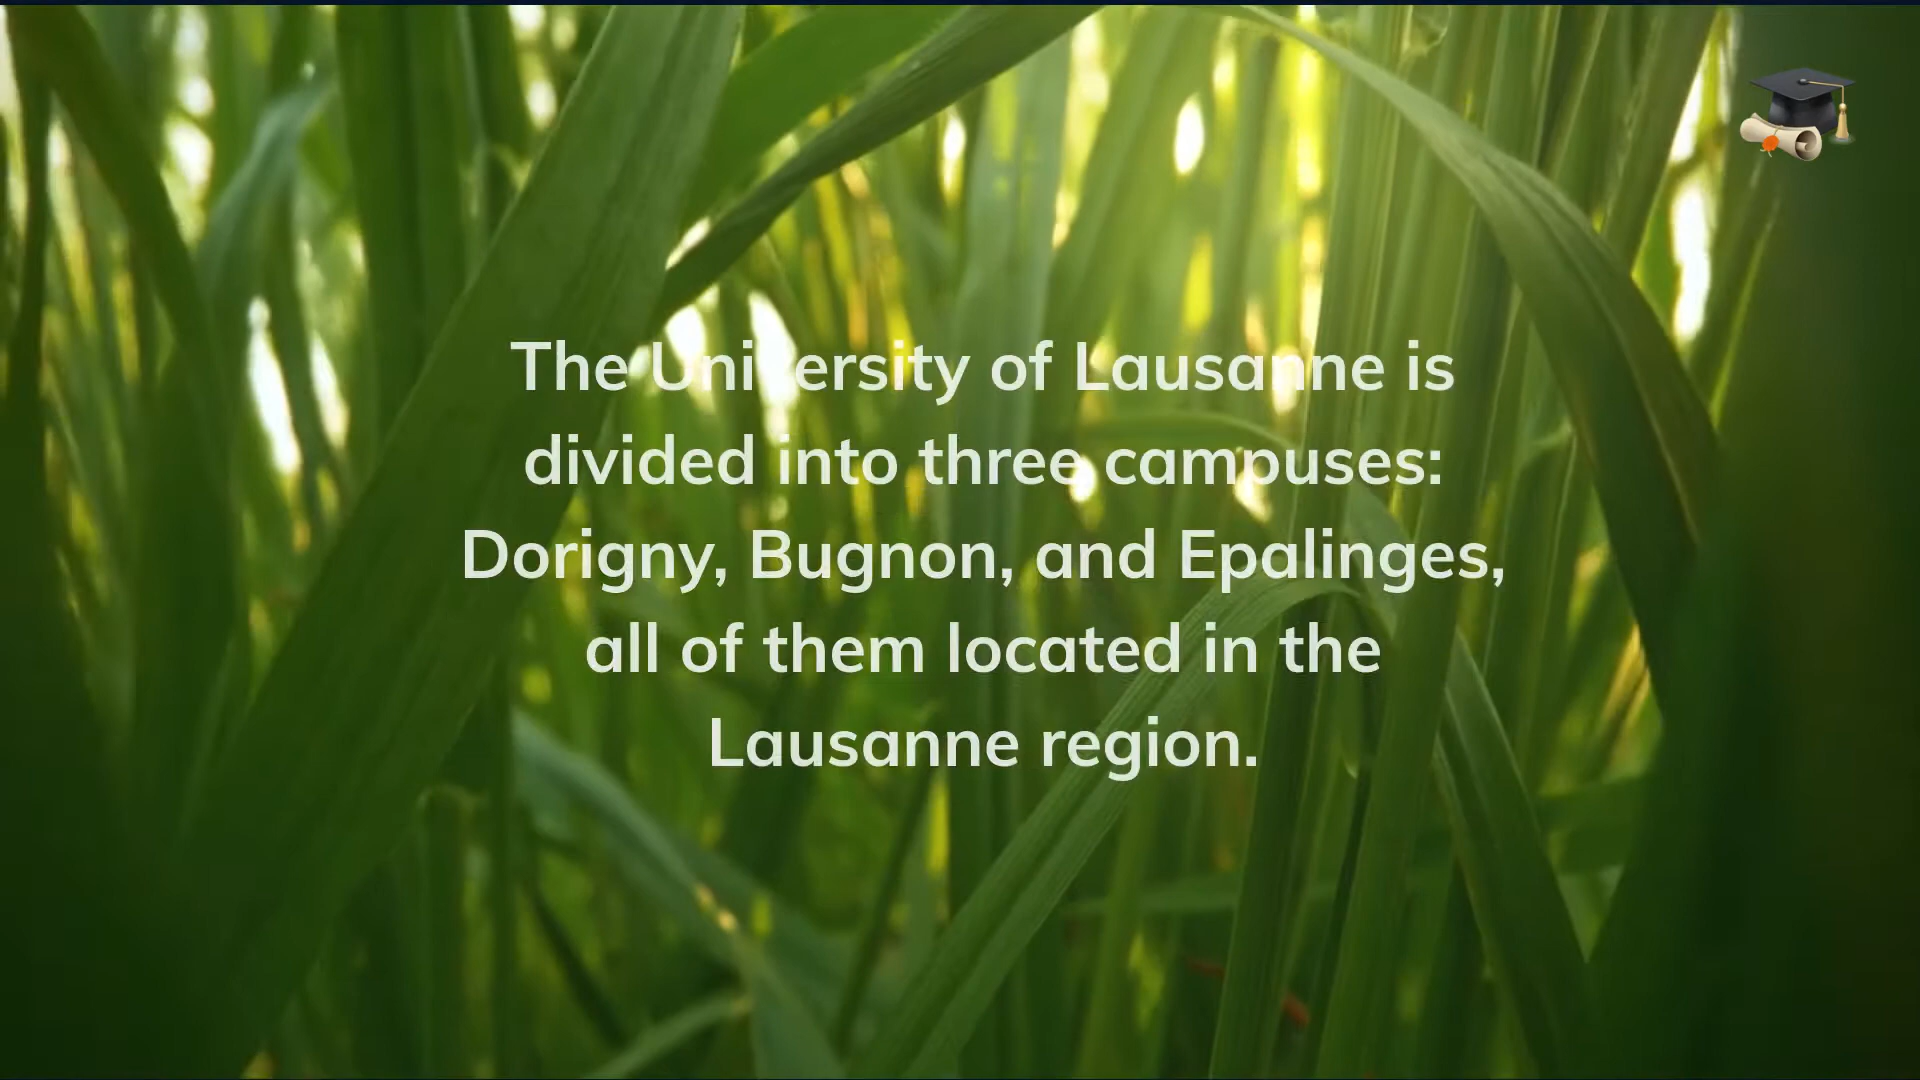 The University of Lausanne is
divided into three campuses:
Dorigny, Bugnon, and Epalinges,
all of them located in the
Lausanne region.